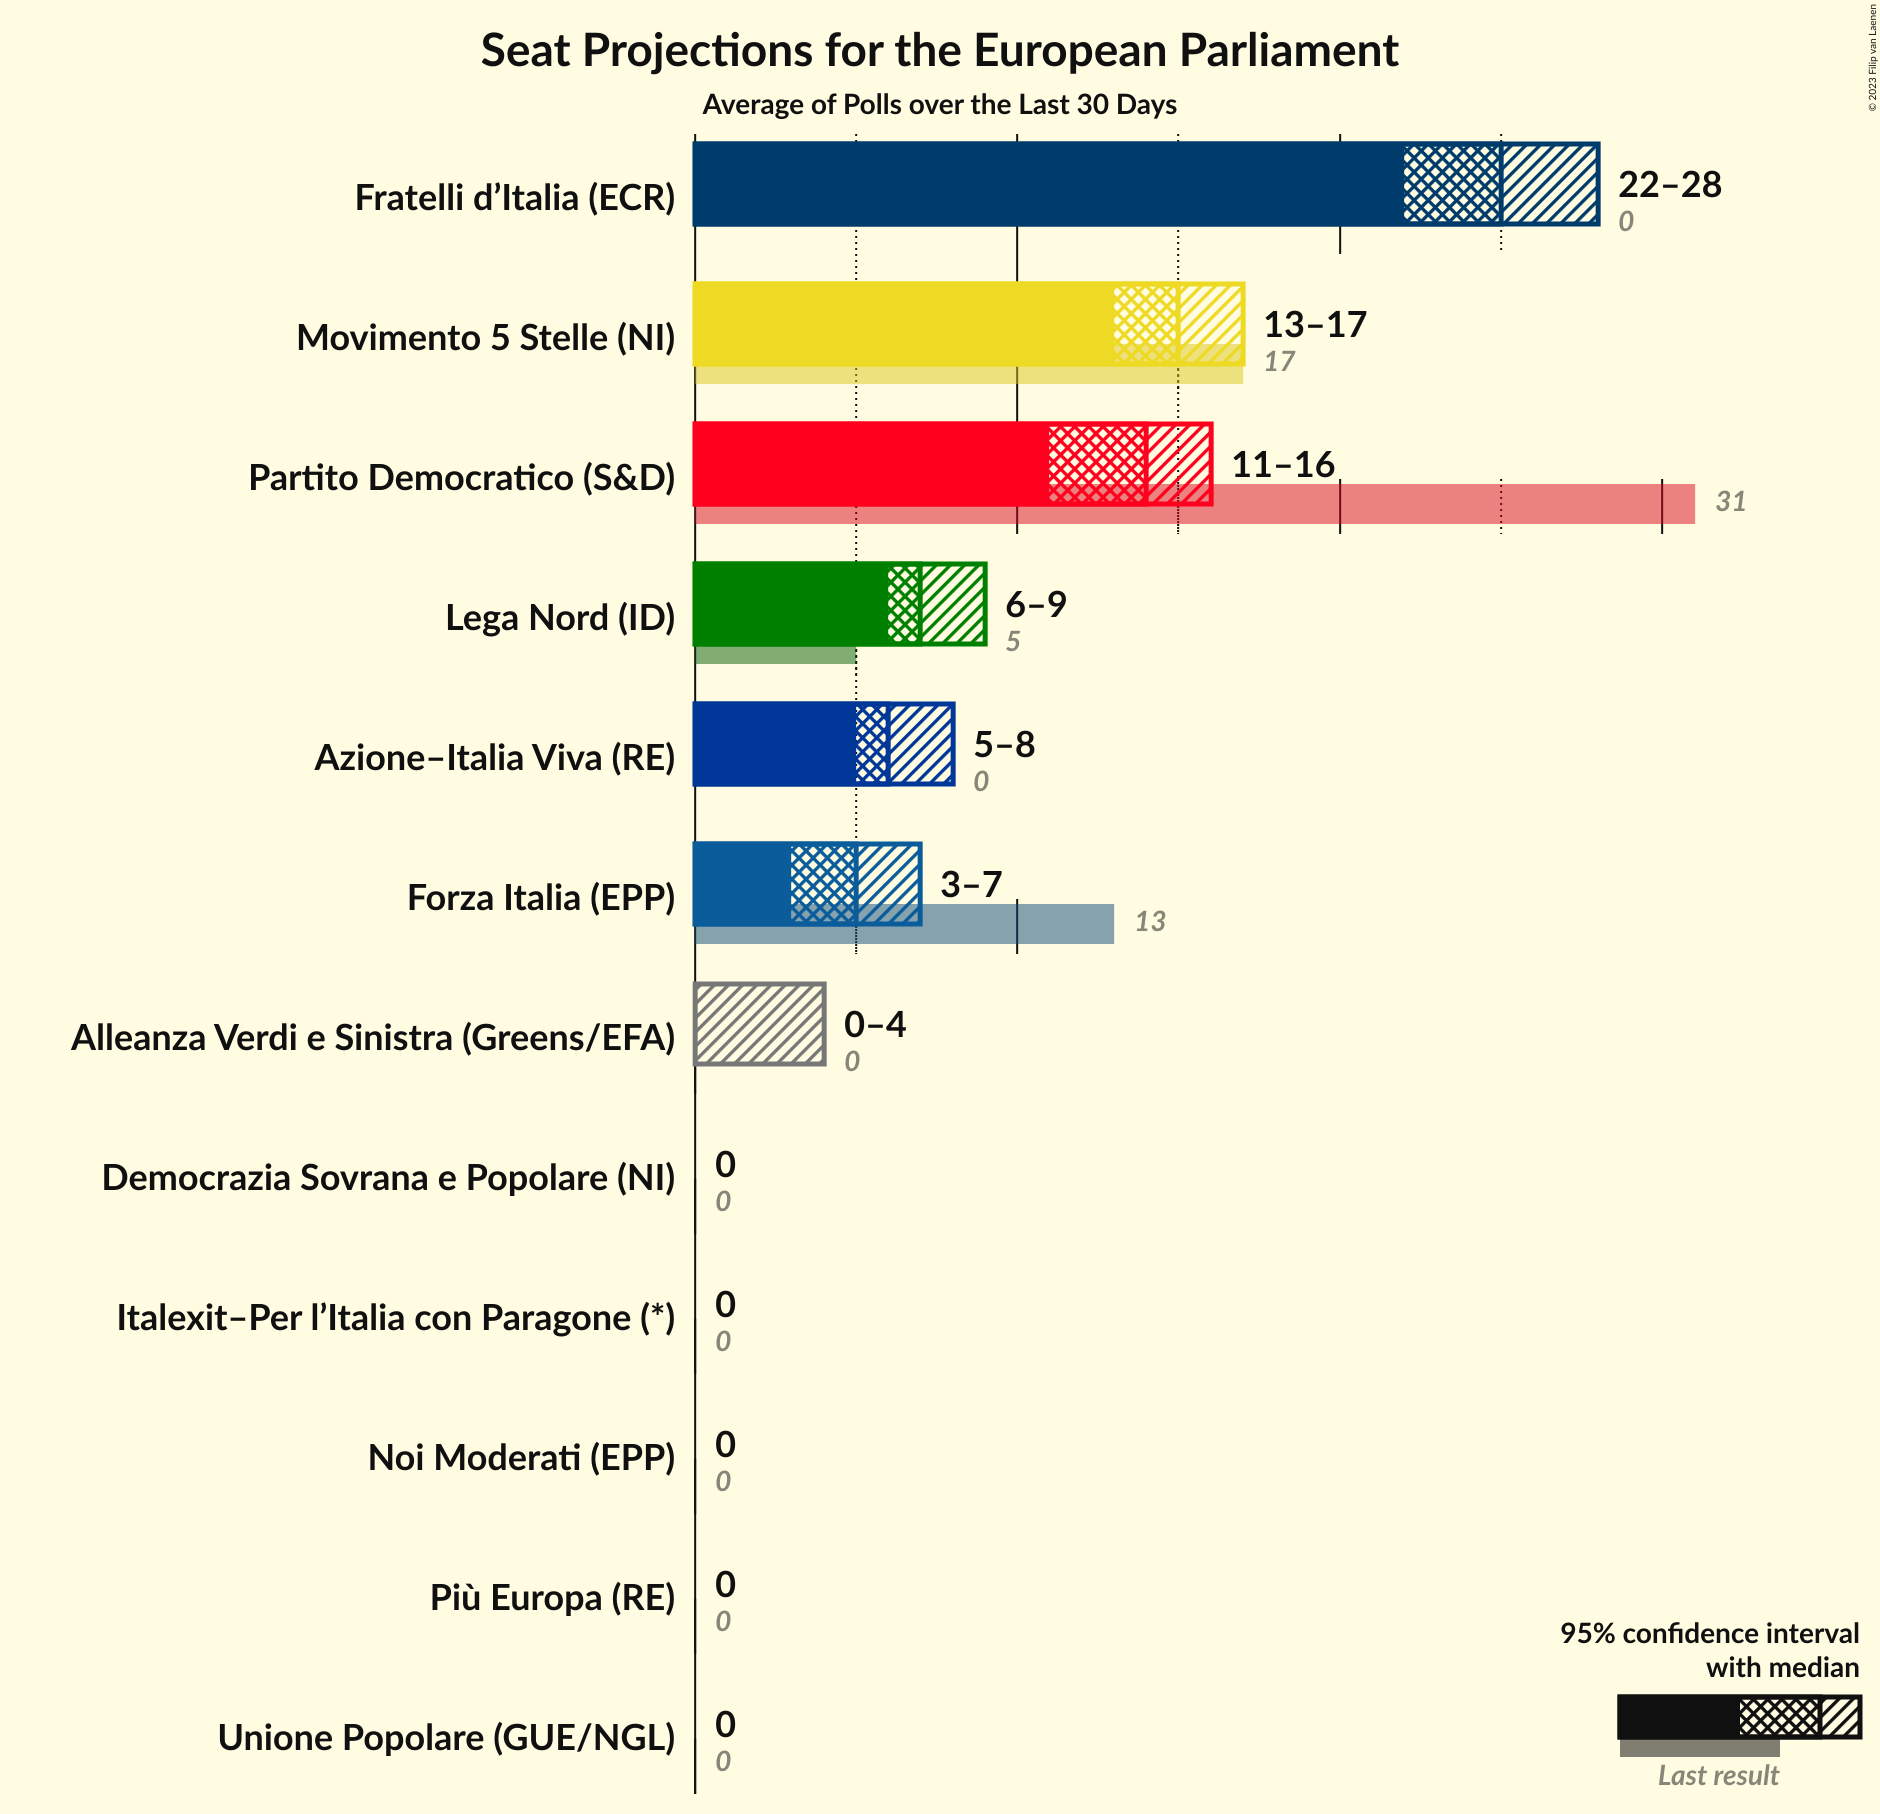 Seat Projections for the European Parliament
Average of Polls over the Last 30 Days
© 2023 Filip van Laenen
Fratelli d’Italia (ECR)
22–28
0
Movimento 5 Stelle (NI)
13–17
17
Partito Democratico (S&D)
11–16
31
Lega Nord (ID)
6–9
5
Azione–Italia Viva (RE)
5–8
0
Forza Italia (EPP)
3–7
13
Alleanza Verdi e Sinistra (Greens/EFA)
0–4
0
Democrazia Sovrana e Popolare (NI)
0
0
Italexit–Per l’Italia con Paragone (*)
0
0
Noi Moderati (EPP)
0
0
Più Europa (RE)
0
0
Unione Popolare (GUE/NGL)
0
0
95% confidence interval
with median
Last result